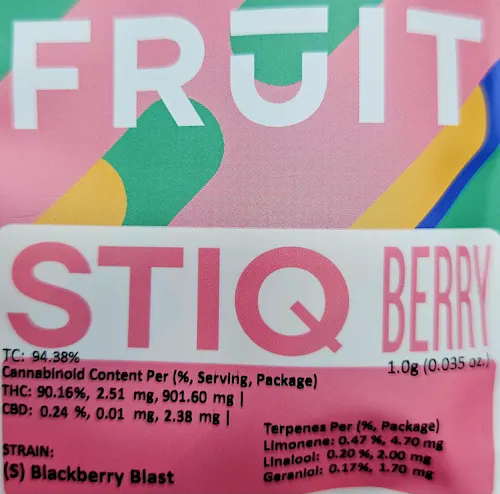 FRŪIT
STIQ BERRY
TC: 94.38%
1.0g (0.035 oz.)
Cannabinoid Content Per (%, Serving, Package)
THC: 90.16%, 2.51 mg, 901.60 mg |
CBD: 0.24 %, 0.01 mg, 2.38 mg |
Terpenes Per (%, Package)
Limonene: 0.47 %, 4.70 mg
Linalool: 0.20 %, 2.00 mg
Geraniol: 0.17%, 1.70 mg
STRAIN:
(S) Blackberry Blast